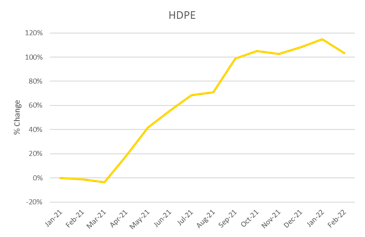 HDPE
120%
100%
80%
60%
40%
20%
0%
-20%
% Change
Jan-21
Feb-21
Mar-21
Apr-21
May-21
Jun-21
Jul-21
Aug-21
Sep-21
Oct-21
Nov-21
Dec-21
Jan-22
Feb-22